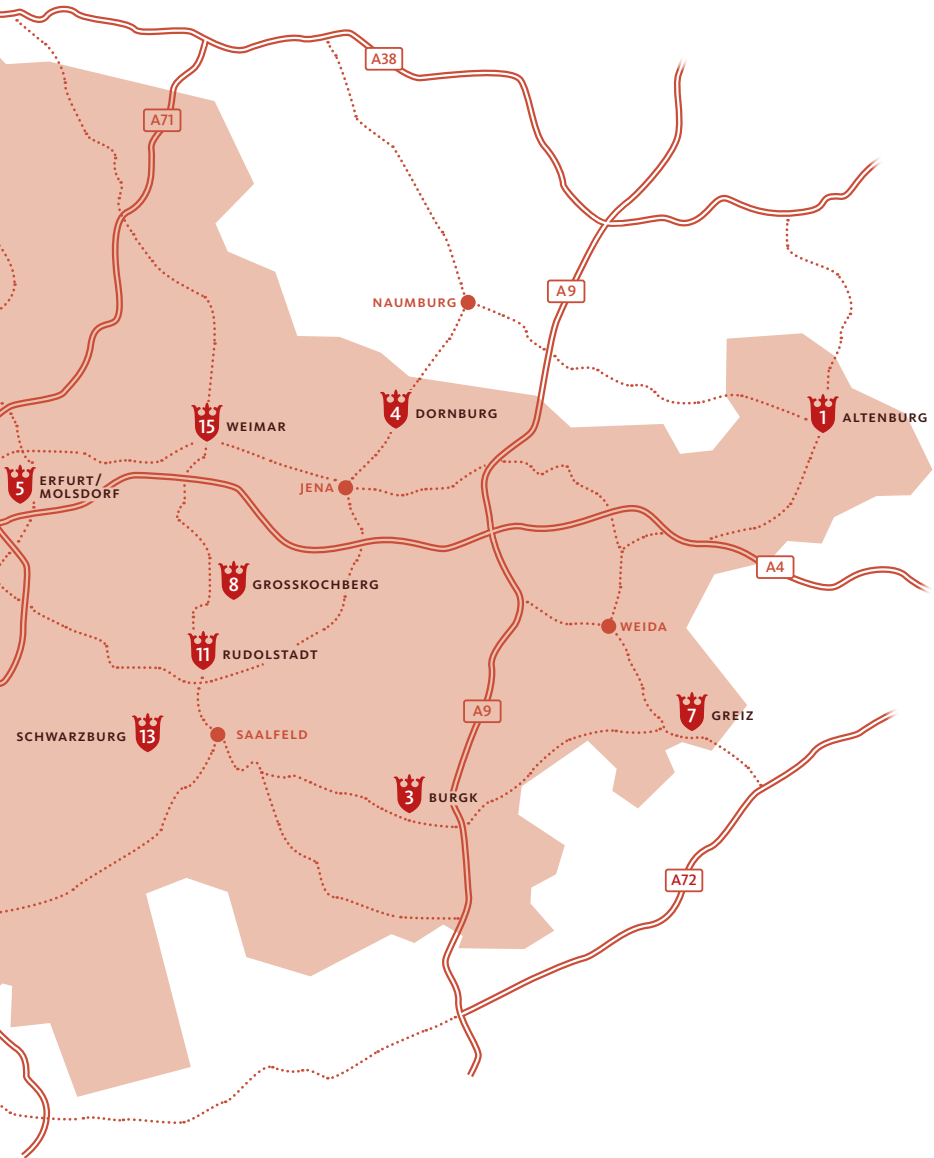 A38
A71
A9
NAUMBURG
4 DORNBURG
1 ALTENBURG
15 WEIMAR
5 ERFURT/
MOLSDORF
JENA
A4
8 GROSSKOCHBERG
WEIDA
11 RUDOLSTADT
A9
7 GREIZ
SCHWARZBURG 13
SAALFELD
3 BURGK
A72